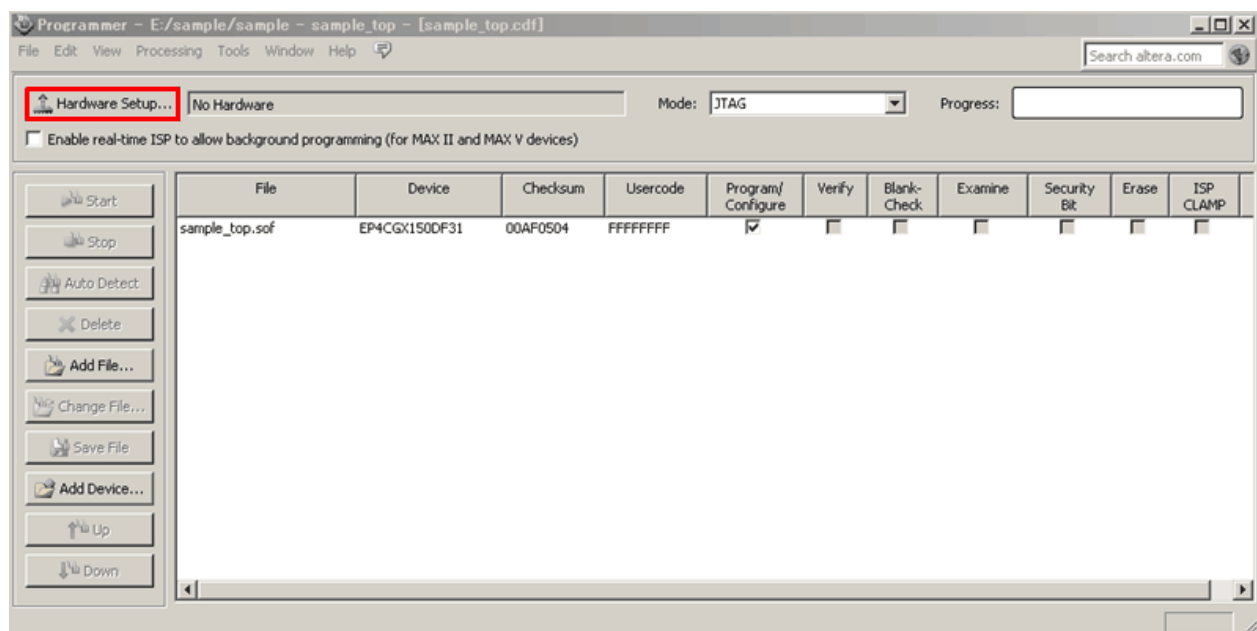 Programmer - E:/sample/sample - sample_top - [sample_top.cdf]
File Edit View Processing Tools Window Help
Search altera.com
Hardware Setup... No Hardware Mode: JTAG Progress:
Enable real-time ISP to allow background programming (for MAX II and MAX V devices)
File Device Checksum Usercode Program/ Configure Verify Blank- Check Examine Security Bit Erase ISP CLAMP
sample_top.sof EP4CGX150DF31 00AF0504 FFFFFFFF
Start
Stop
Auto Detect
Delete
Add File...
Change File...
Save File
Add Device...
Up
Down